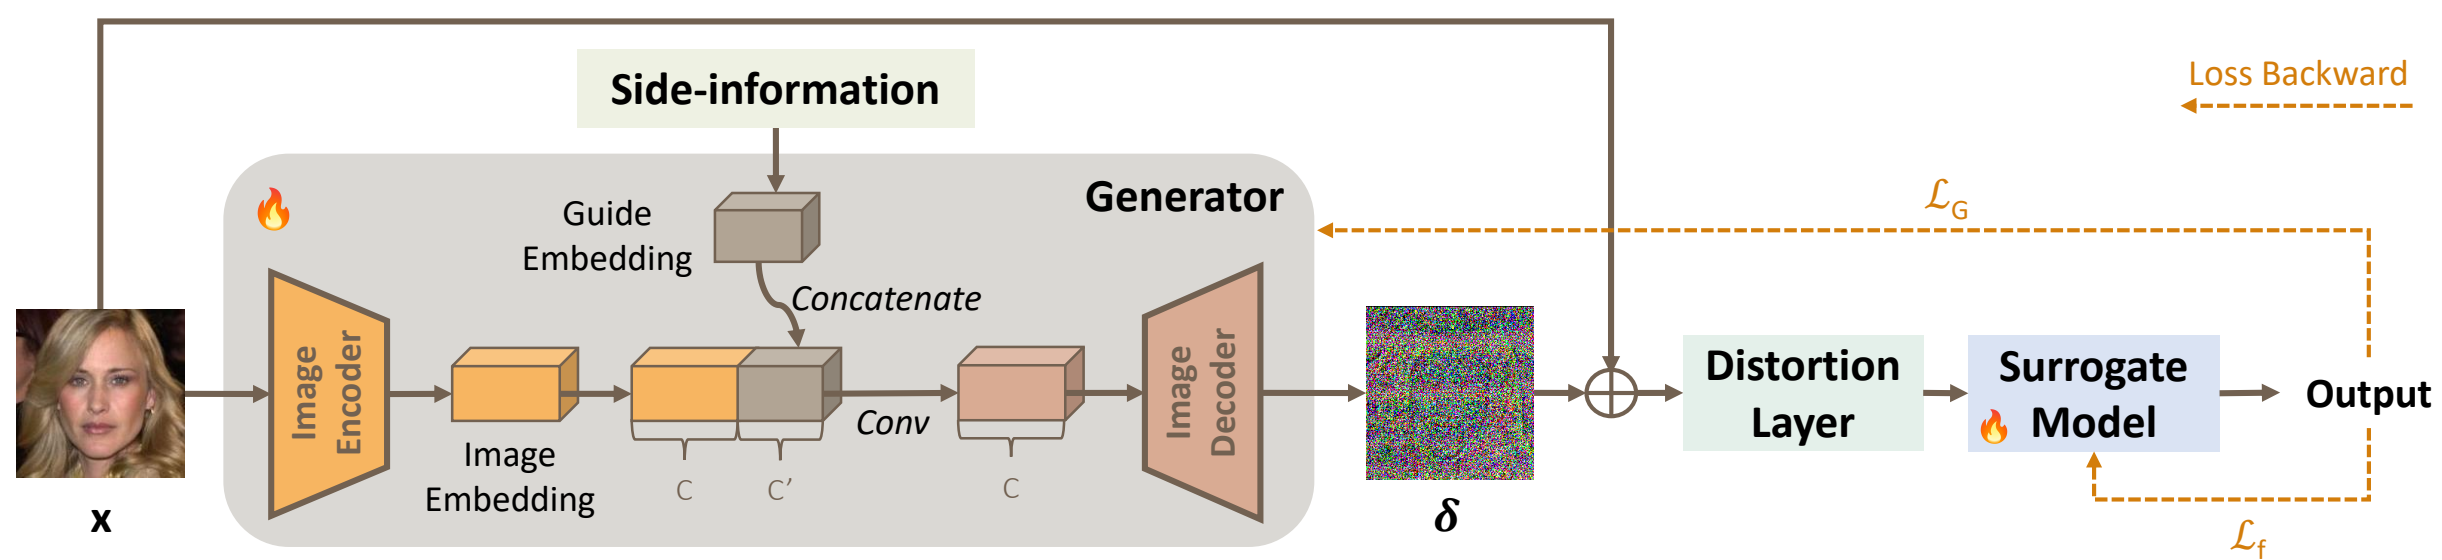 Side-information
Loss Backward
Generator
Guide
Embedding
ℒG
Concatenate
Image
Encoder
Image
Decoder
Distortion
Layer
Surrogate
Model
Output
Conv
Image
Embedding
C
C’
C
x
δ
ℒf